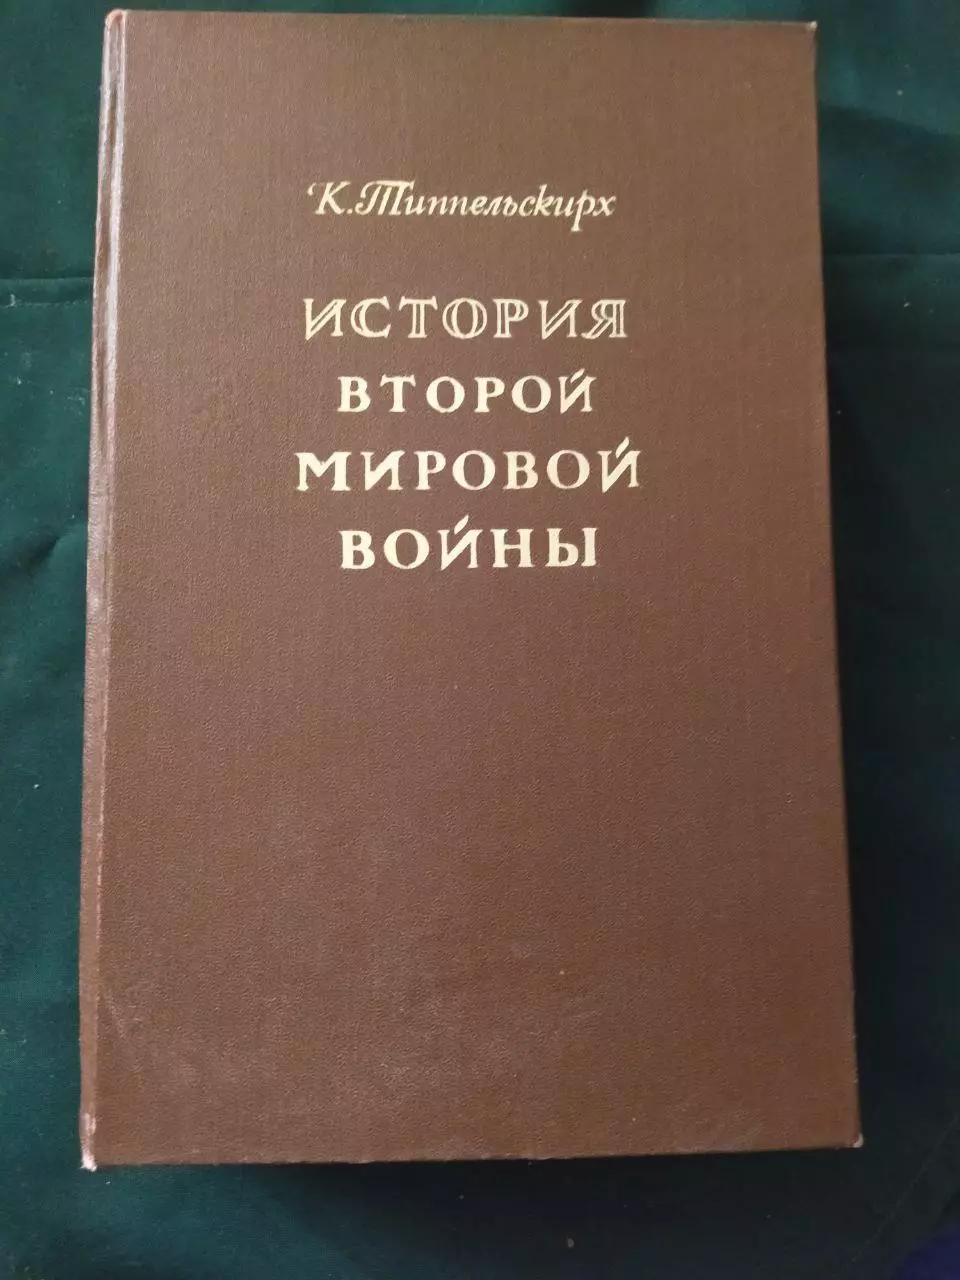 К. Типпельскирх
ИСТОРИЯ
ВТОРОЙ
МИРОВОЙ
ВОЙНЫ